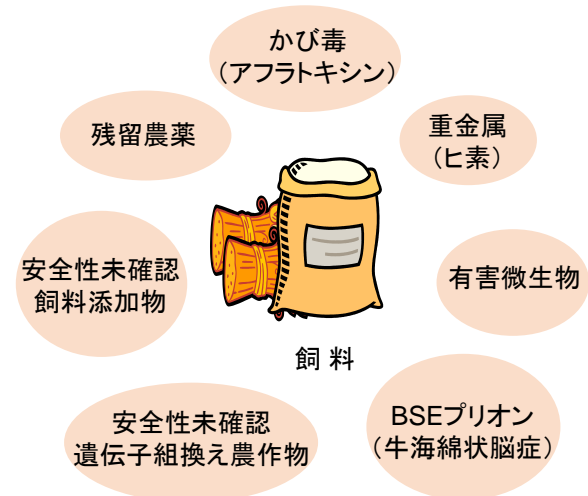 かび毒
（アフラトキシン）
残留農薬
重金属
（ヒ素）
安全性未確認
飼料添加物
有害微生物
飼 料
安全性未確認
遺伝子組換え農作物
BSEプリオン
（牛海綿状脳症）